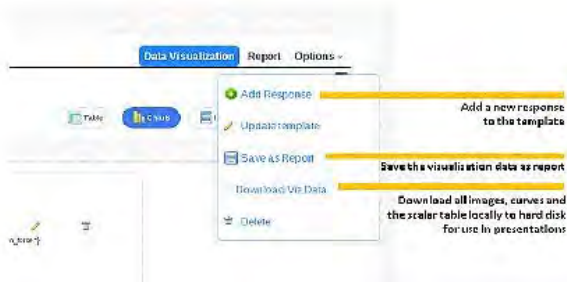 Data Visualization Report Options
Add Response
Add a new response
to the template
Table
Update template
Save as Report
Save the visualization data as report
Download Viz Data
Download all images, curves and
the scalar table locally to hard disk
for use in presentations
Delete